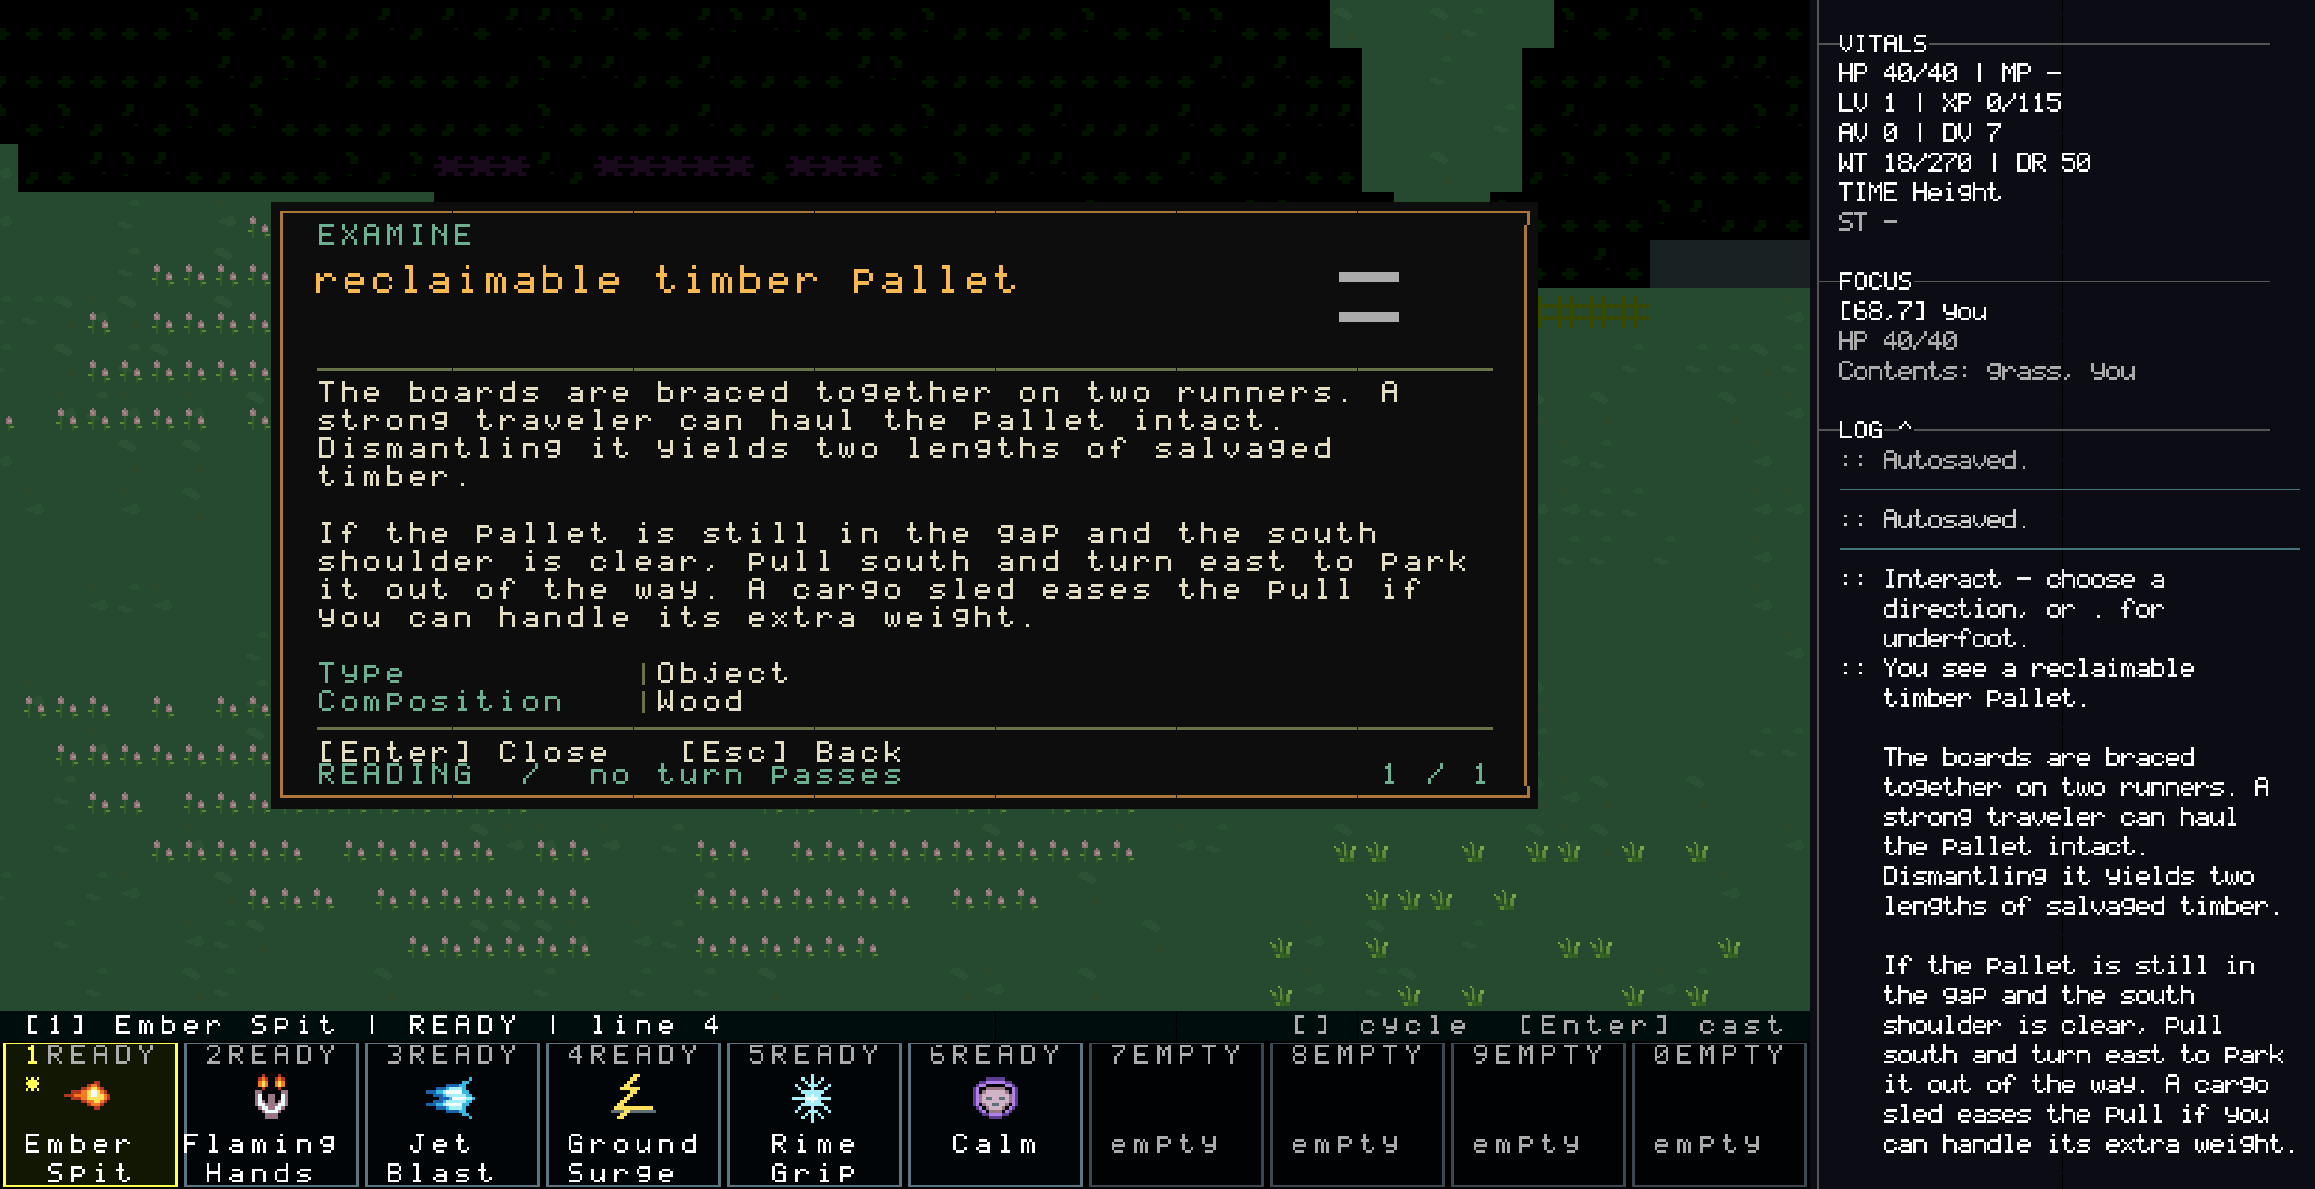 EXAMINE
reclaimable timber pallet
The boards are braced together on two runners. A
strong traveler can haul the pallet intact.
Dismantling it yields two lengths of salvaged
timber.
If the pallet is still in the gap and the south
shoulder is clear, pull south and turn east to park
it out of the way. A cargo sled eases the pull if
you can handle its extra weight.
Type | Object
Composition | Wood
[Enter] Close [Esc] Back
READING / no turn passes 1 / 1
[1] Ember Spit | READY | line 4 [] cycle [Enter] cast
1READY 2READY 3READY 4READY 5READY 6READY 7EMPTY 8EMPTY 9EMPTY 0EMPTY
*
Ember Flaming Jet Ground Rime Calm empty empty empty empty
Spit Hands Blast Surge Grip
VITALS
HP 40/40 | MP -
LV 1 | XP 0/115
AV 0 | DV 7
WT 18/270 | DR 50
TIME Height
ST -
FOCUS
[68,7] you
HP 40/40
Contents: grass, you
LOG ^
:: Autosaved.
:: Autosaved.
:: Interact - choose a
direction, or . for
underfoot.
:: You see a reclaimable
timber pallet.
The boards are braced
together on two runners. A
strong traveler can haul
the pallet intact.
Dismantling it yields two
lengths of salvaged timber.
If the pallet is still in
the gap and the south
shoulder is clear, pull
south and turn east to park
it out of the way. A cargo
sled eases the pull if you
can handle its extra weight.